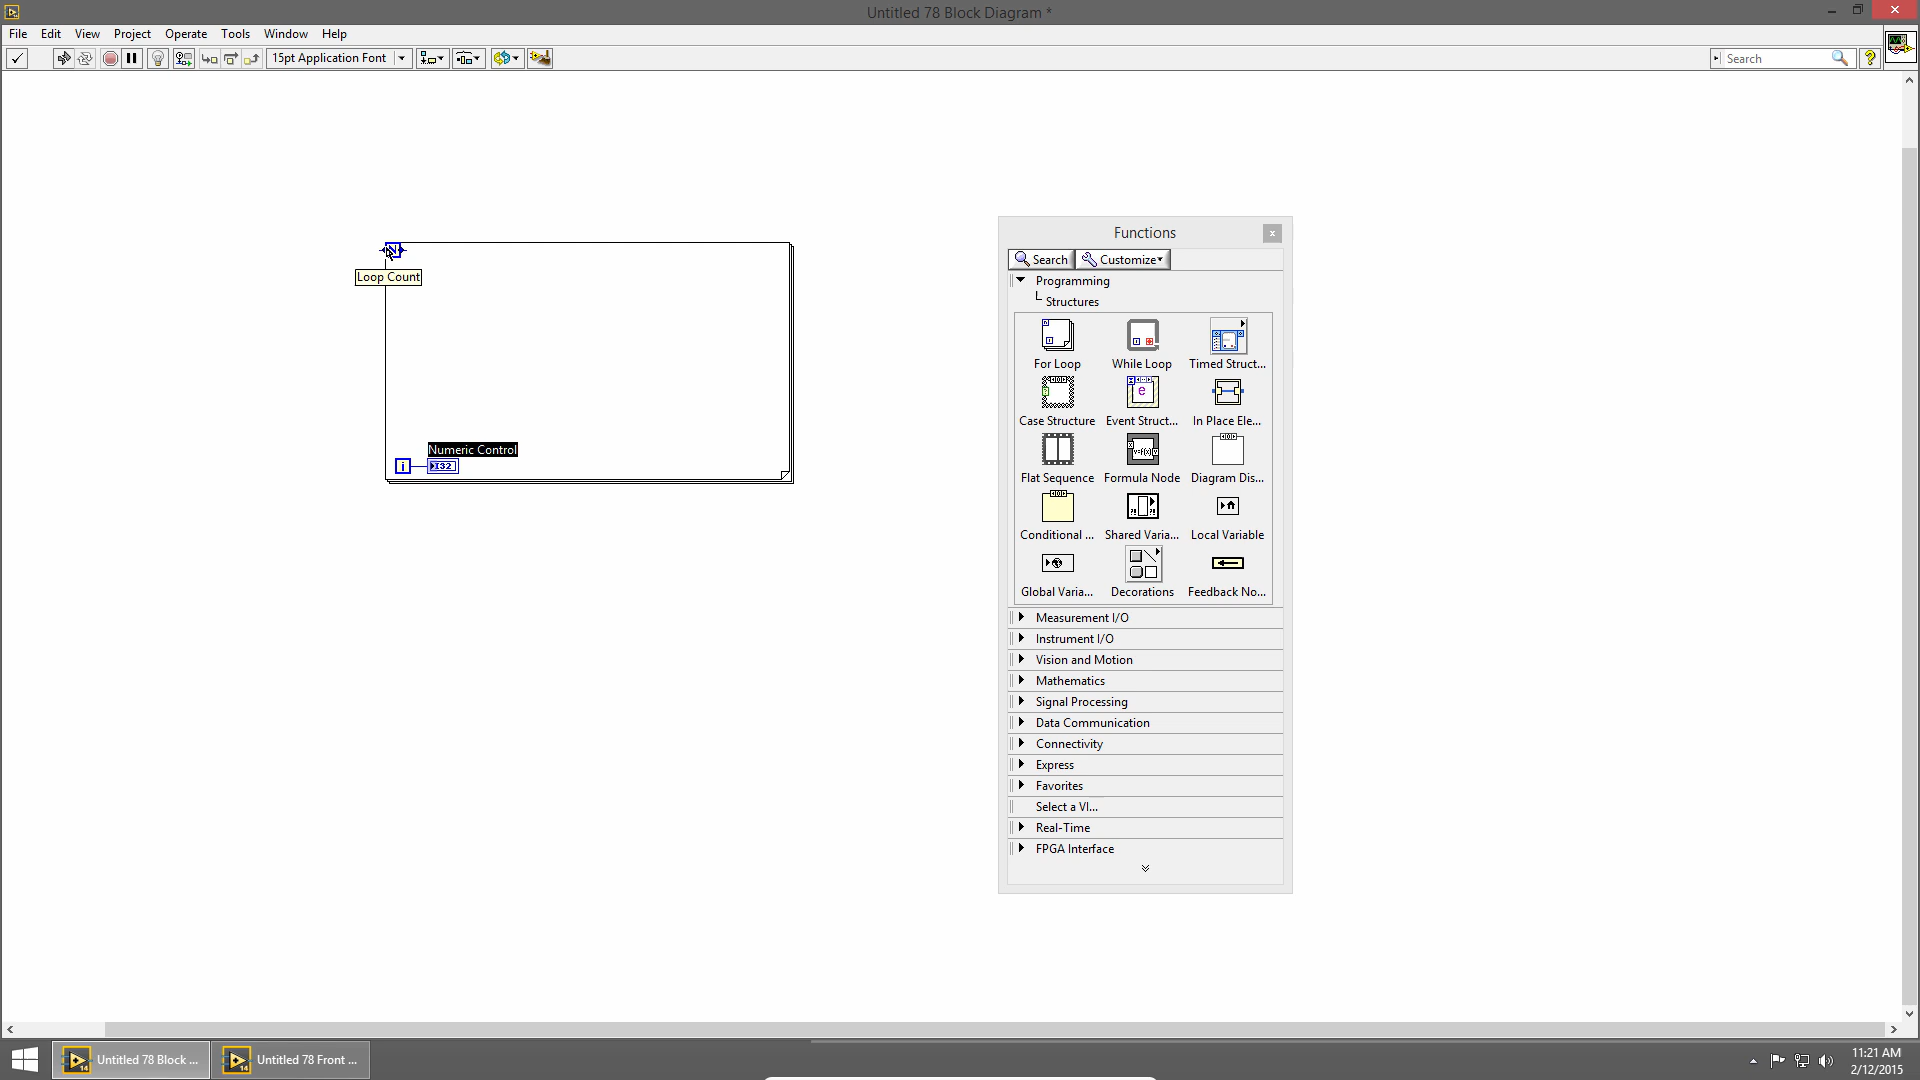 Untitled 78 Block Diagram *
File Edit View Project Operate Tools Window Help
15pt Application Font
Search
?
N
Loop Count
Numeric Control
i
I32
Functions
Search Customize
Programming
Structures
For Loop While Loop Timed Struct...
Case Structure Event Struct... In Place Ele...
Flat Sequence Formula Node Diagram Dis...
Conditional ... Shared Varia... Local Variable
Global Varia... Decorations Feedback No...
Measurement I/O
Instrument I/O
Vision and Motion
Mathematics
Signal Processing
Data Communication
Connectivity
Express
Favorites
Select a VI...
Real-Time
FPGA Interface
Untitled 78 Block ... Untitled 78 Front ...
11:21 AM
2/12/2015